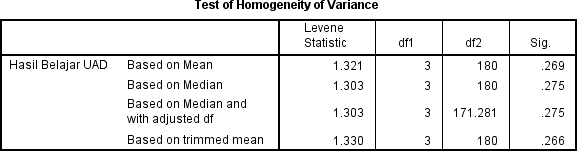 Test of Homogeneity of Variance
Levene Statistic df1 df2 Sig.
Hasil Belajar UAD Based on Mean 1.321 3 180 .269
Based on Median 1.303 3 180 .275
Based on Median and with adjusted df 1.303 3 171.281 .275
Based on trimmed mean 1.330 3 180 .266